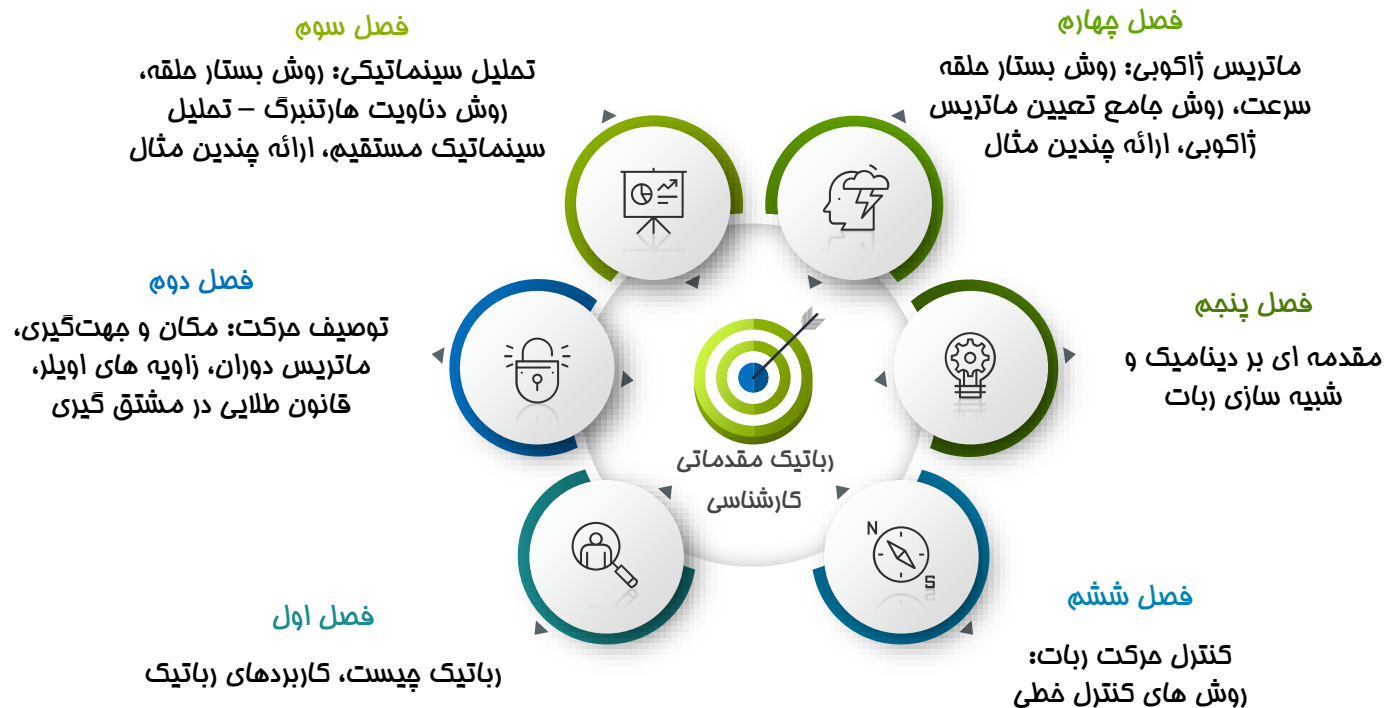 فصل چهارم
ماتریس ژاکوبی: روش بستار حلقه
سرعت، روش جامع تعیین ماتریس
ژاکوبی، ارائه چندین مثال
فصل سوم
تحلیل سینماتیکی: روش بستار حلقه،
روش دناویت هارتنبرگ – تحلیل
سینماتیک مستقیم، ارائه چندین مثال
فصل پنجم
مقدمه ای بر دینامیک و
شبیه سازی ربات
فصل دوم
توصیف حرکت: مکان و جهت‌گیری،
ماتریس دوران، زاویه های اویلر،
قانون طلایی در مشتق گیری
رباتیک مقدماتی
کارشناسی
N
S
فصل ششم
کنترل حرکت ربات:
روش های کنترل خطی
فصل اول
رباتیک چیست، کاربردهای رباتیک